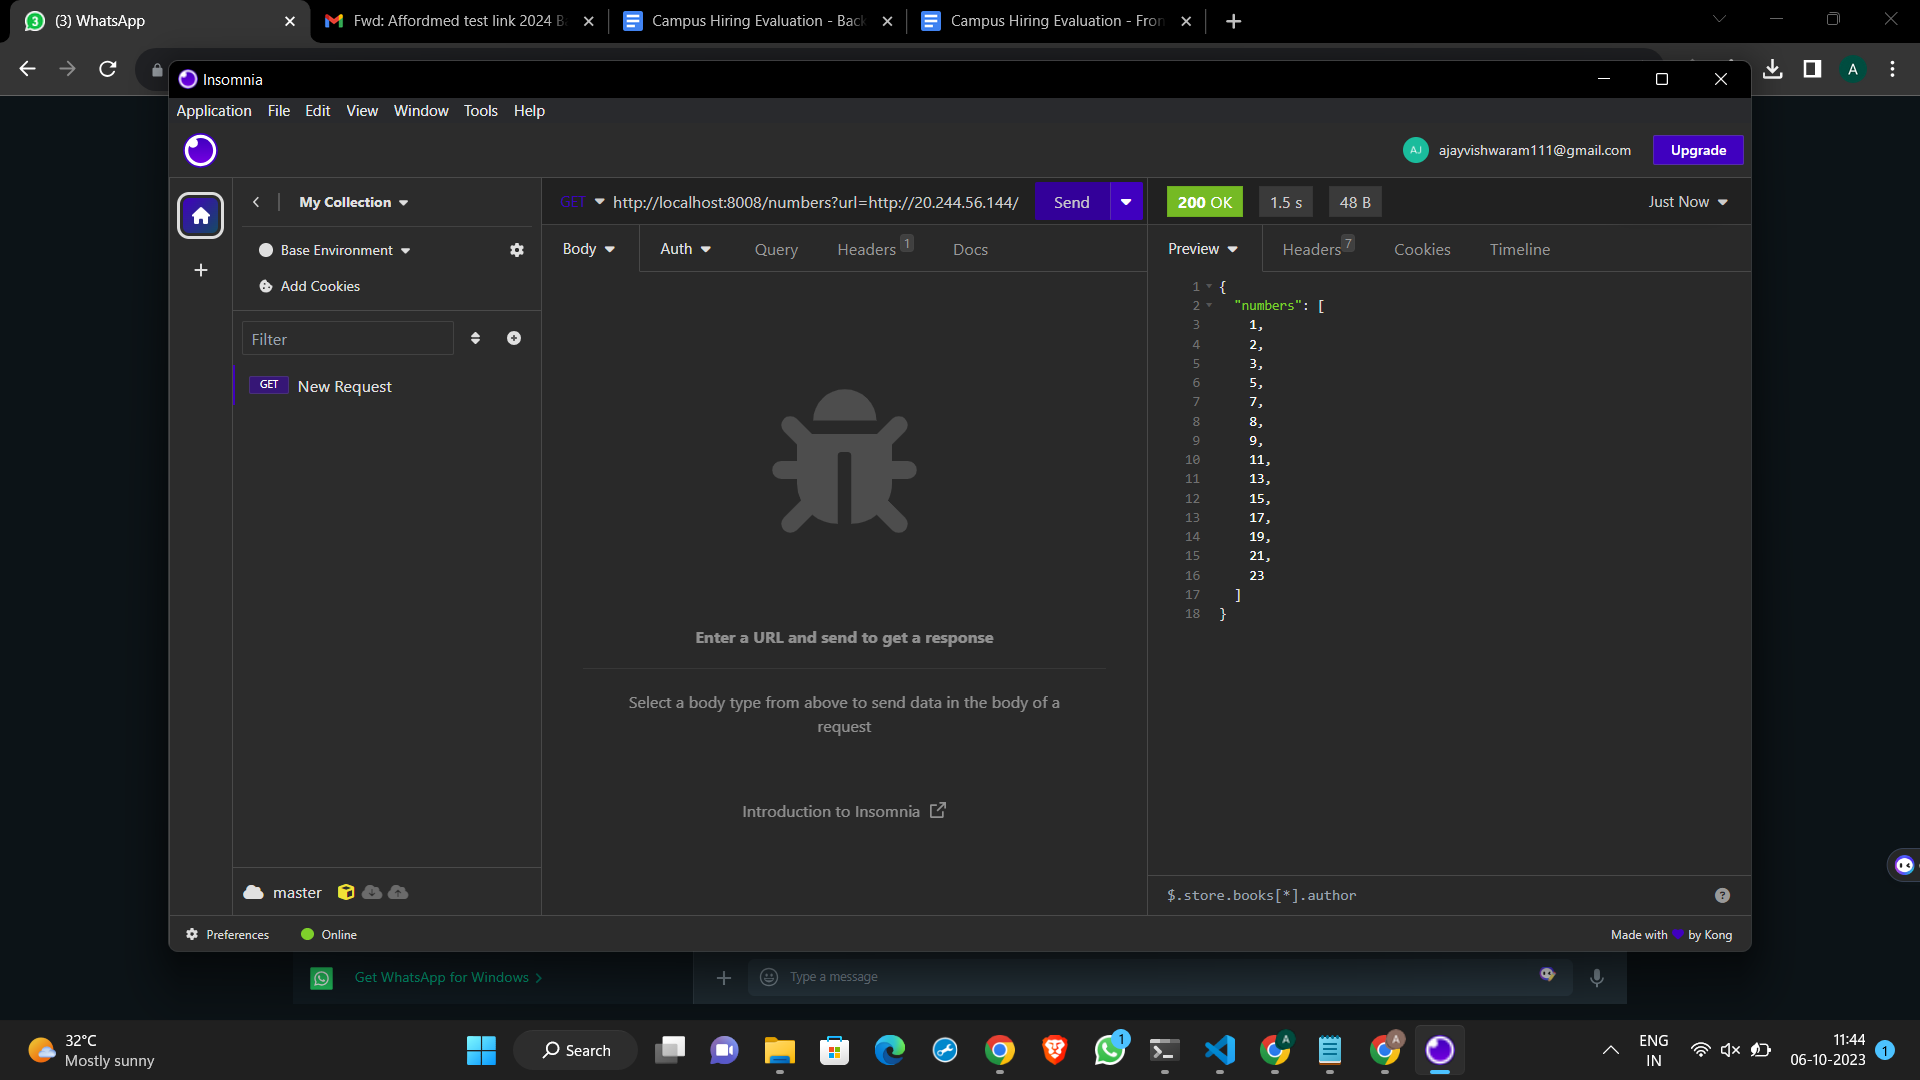 (3) WhatsApp
Fwd: Affordmed test link 2024 B
Campus Hiring Evaluation - Back
Campus Hiring Evaluation - Fron
A
Insomnia
Application File Edit View Window Tools Help
AJ ajayvishwaram111@gmail.com Upgrade
My Collection
GET http://localhost:8008/numbers?url=http://20.244.56.144/ Send
200 OK 1.5 s 48 B Just Now
Base Environment
Body Auth Query Headers 1 Docs
Preview Headers 7 Cookies Timeline
Add Cookies
Filter
GET New Request
1 {
2 "numbers": [
3 1,
4 2,
5 3,
6 5,
7 7,
8 8,
9 9,
10 11,
11 13,
12 15,
13 17,
14 19,
15 21,
16 23
17 ]
18 }
Enter a URL and send to get a response
Select a body type from above to send data in the body of a
request
Introduction to Insomnia
master
$.store.books[*].author
Preferences Online
Made with by Kong
Get WhatsApp for Windows
Type a message
32°C
Mostly sunny
Search
1
A
A
ENG
IN
11:44
06-10-2023
1